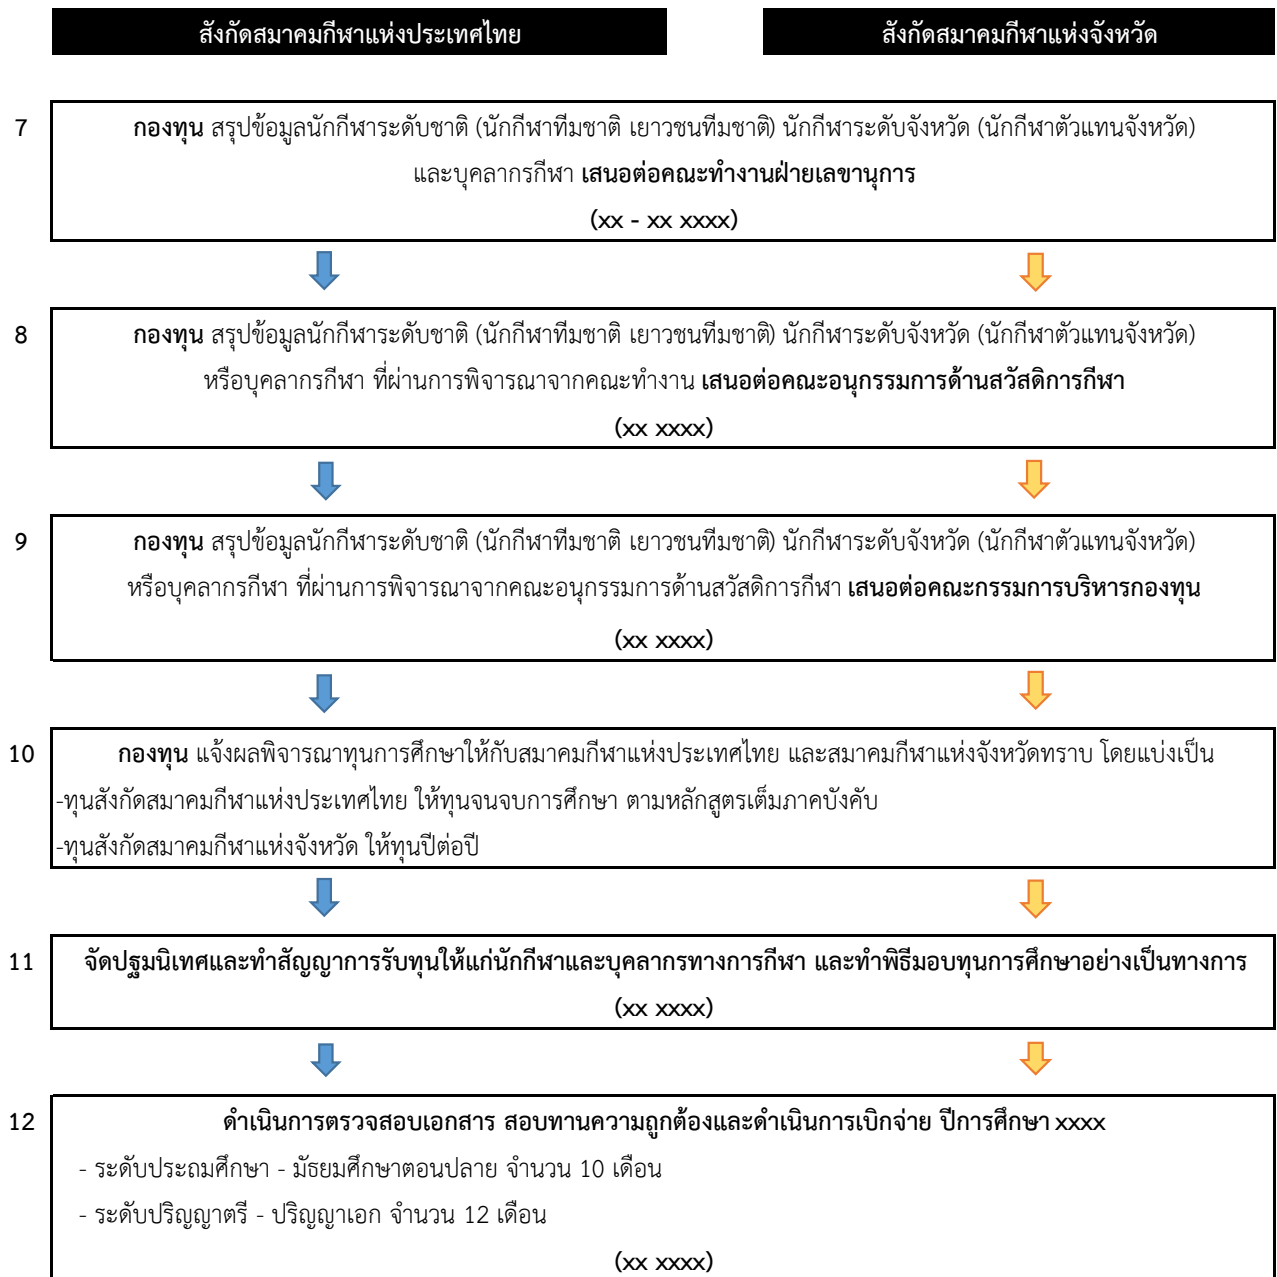 สังกัดสมาคมกีฬาแห่งประเทศไทย
สังกัดสมาคมกีฬาแห่งจังหวัด
7
กองทุน สรุปข้อมูลนักกีฬาระดับชาติ (นักกีฬาทีมชาติ เยาวชนทีมชาติ) นักกีฬาระดับจังหวัด (นักกีฬาตัวแทนจังหวัด)
และบุคลากรกีฬา เสนอต่อคณะทำงานฝ่ายเลขานุการ
(xx - xx xxxx)
8
กองทุน สรุปข้อมูลนักกีฬาระดับชาติ (นักกีฬาทีมชาติ เยาวชนทีมชาติ) นักกีฬาระดับจังหวัด (นักกีฬาตัวแทนจังหวัด)
หรือบุคลากรกีฬา ที่ผ่านการพิจารณาจากคณะทำงาน เสนอต่อคณะอนุกรรมการด้านสวัสดิการกีฬา
(xx xxxx)
9
กองทุน สรุปข้อมูลนักกีฬาระดับชาติ (นักกีฬาทีมชาติ เยาวชนทีมชาติ) นักกีฬาระดับจังหวัด (นักกีฬาตัวแทนจังหวัด)
หรือบุคลากรกีฬา ที่ผ่านการพิจารณาจากคณะอนุกรรมการด้านสวัสดิการกีฬา เสนอต่อคณะกรรมการบริหารกองทุน
(xx xxxx)
10
กองทุน แจ้งผลพิจารณาทุนการศึกษาให้กับสมาคมกีฬาแห่งประเทศไทย และสมาคมกีฬาแห่งจังหวัดทราบ โดยแบ่งเป็น
-ทุนสังกัดสมาคมกีฬาแห่งประเทศไทย ให้ทุนจนจบการศึกษา ตามหลักสูตรเต็มภาคบังคับ
-ทุนสังกัดสมาคมกีฬาแห่งจังหวัด ให้ทุนปีต่อปี
11
จัดปฐมนิเทศและทำสัญญาการรับทุนให้แก่นักกีฬาและบุคลากรทางการกีฬา และทำพิธีมอบทุนการศึกษาอย่างเป็นทางการ
(xx xxxx)
12
ดำเนินการตรวจสอบเอกสาร สอบทานความถูกต้องและดำเนินการเบิกจ่าย ปีการศึกษา xxxx
- ระดับประถมศึกษา - มัธยมศึกษาตอนปลาย จำนวน 10 เดือน
- ระดับปริญญาตรี - ปริญญาเอก จำนวน 12 เดือน
(xx xxxx)